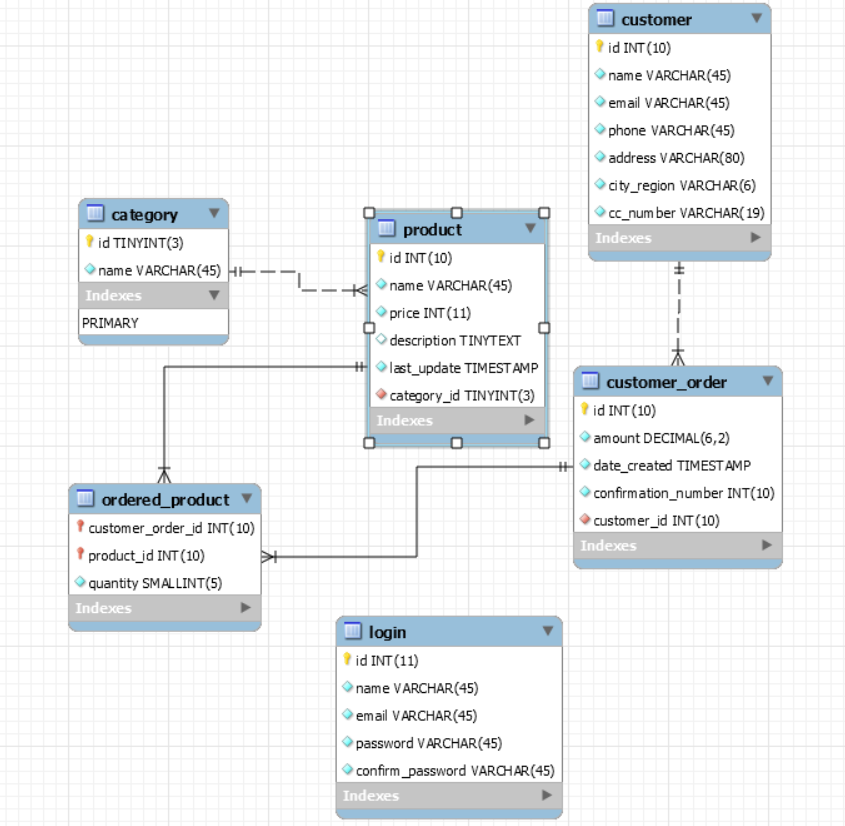 customer
id INT(10)
name VARCHAR(45)
email VARCHAR(45)
phone VARCHAR(45)
address VARCHAR(80)
city_region VARCHAR(6)
cc_number VARCHAR(19)
Indexes
category
id TINYINT(3)
name VARCHAR(45)
Indexes
PRIMARY
product
id INT(10)
name VARCHAR(45)
price INT(11)
description TINYTEXT
last_update TIMESTAMP
category_id TINYINT(3)
Indexes
customer_order
id INT(10)
amount DECIMAL(6,2)
date_created TIMESTAMP
confirmation_number INT(10)
customer_id INT(10)
Indexes
ordered_product
customer_order_id INT(10)
product_id INT(10)
quantity SMALLINT(5)
Indexes
login
id INT(11)
name VARCHAR(45)
email VARCHAR(45)
password VARCHAR(45)
confirm_password VARCHAR(45)
Indexes